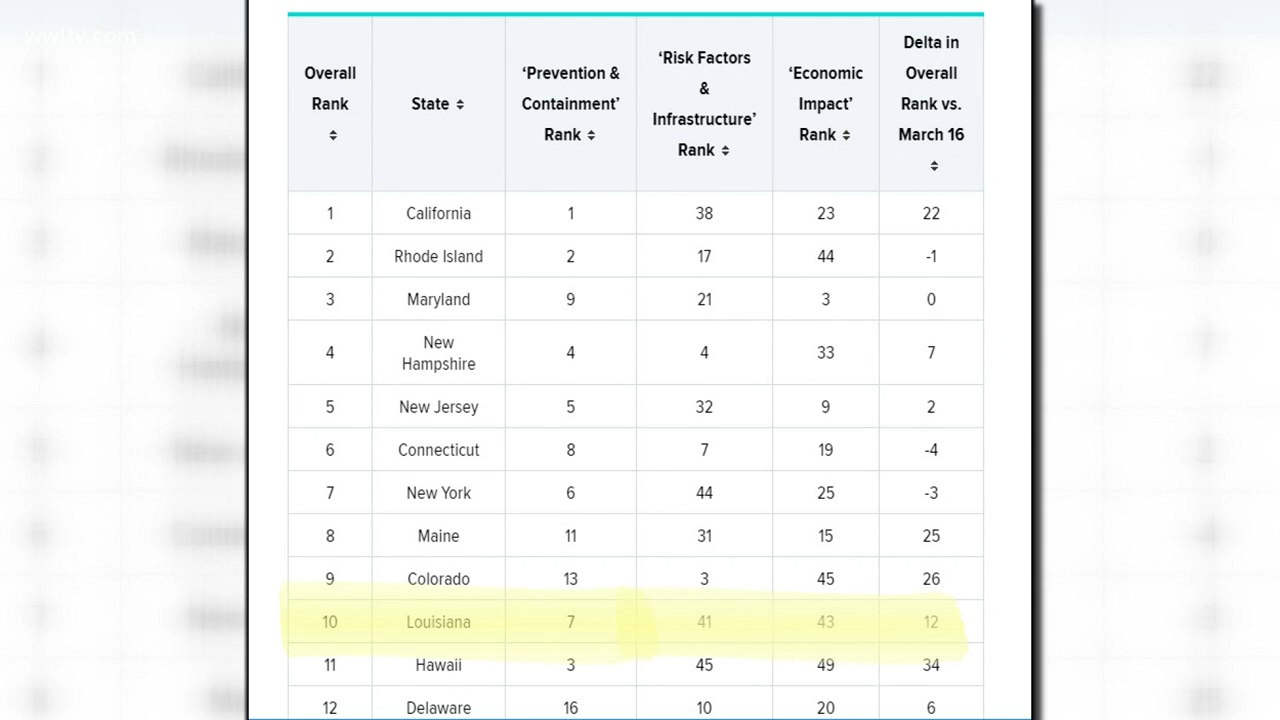 wwltv.com
Overall Rank State 'Prevention & Containment' Rank 'Risk Factors & Infrastructure' Rank 'Economic Impact' Rank Delta in Overall Rank vs. March 16
1 California 1 38 23 22
2 Rhode Island 2 17 44 -1
3 Maryland 9 21 3 0
4 New Hampshire 4 4 33 7
5 New Jersey 5 32 9 2
6 Connecticut 8 7 19 -4
7 New York 6 44 25 -3
8 Maine 11 31 15 25
9 Colorado 13 3 45 26
10 Louisiana 7 41 43 12
11 Hawaii 3 45 49 34
12 Delaware 16 10 20 6